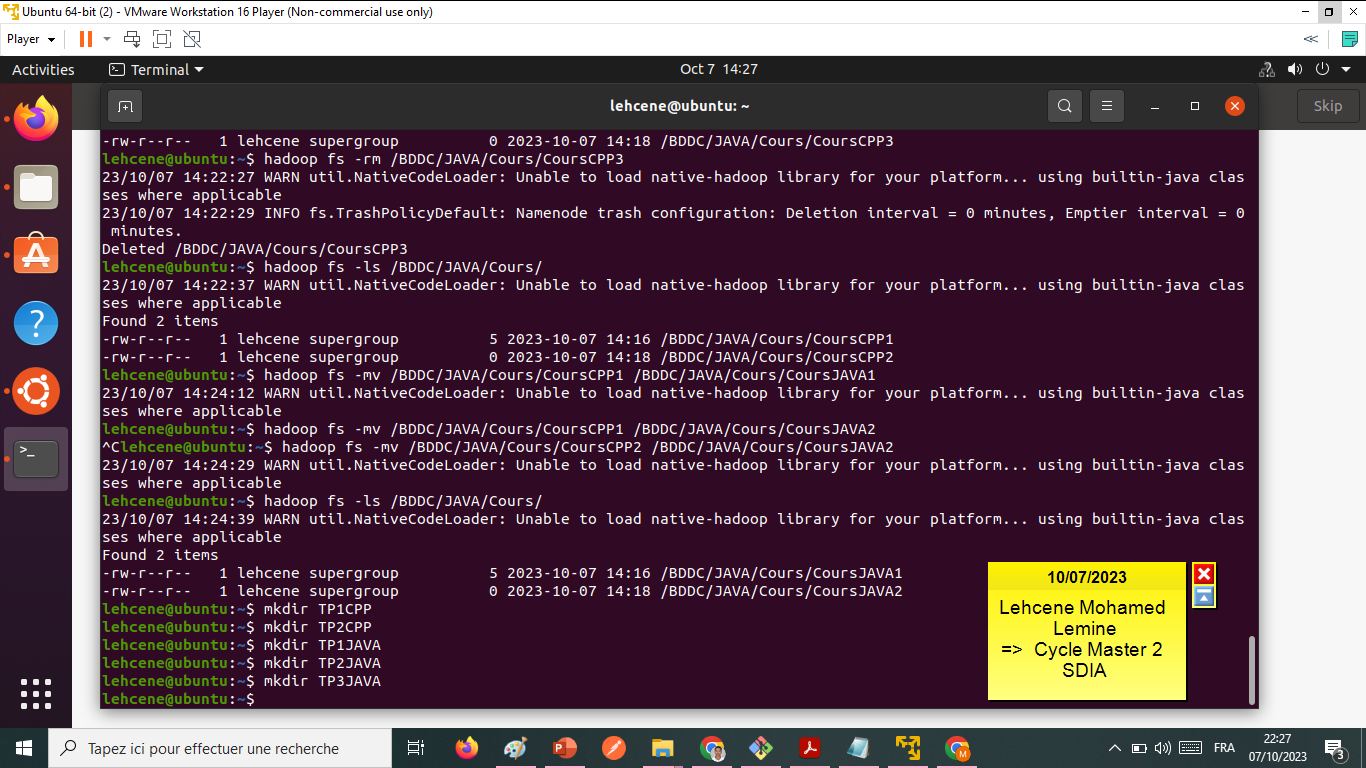 Ubuntu 64-bit (2) - VMware Workstation 16 Player (Non-commercial use only)
Player
Activities
Terminal
Oct 7 14:27
lehcene@ubuntu: ~
Skip
-rw-r--r--   1 lehcene supergroup          0 2023-10-07 14:18 /BDDC/JAVA/Cours/CoursCPP3
lehcene@ubuntu:~$ hadoop fs -rm /BDDC/JAVA/Cours/CoursCPP3
23/10/07 14:22:27 WARN util.NativeCodeLoader: Unable to load native-hadoop library for your platform... using builtin-java clas
ses where applicable
23/10/07 14:22:29 INFO fs.TrashPolicyDefault: Namenode trash configuration: Deletion interval = 0 minutes, Emptier interval = 0
 minutes.
Deleted /BDDC/JAVA/Cours/CoursCPP3
lehcene@ubuntu:~$ hadoop fs -ls /BDDC/JAVA/Cours/
23/10/07 14:22:37 WARN util.NativeCodeLoader: Unable to load native-hadoop library for your platform... using builtin-java clas
ses where applicable
Found 2 items
-rw-r--r--   1 lehcene supergroup          5 2023-10-07 14:16 /BDDC/JAVA/Cours/CoursCPP1
-rw-r--r--   1 lehcene supergroup          0 2023-10-07 14:18 /BDDC/JAVA/Cours/CoursCPP2
lehcene@ubuntu:~$ hadoop fs -mv /BDDC/JAVA/Cours/CoursCPP1 /BDDC/JAVA/Cours/CoursJAVA1
23/10/07 14:24:12 WARN util.NativeCodeLoader: Unable to load native-hadoop library for your platform... using builtin-java clas
ses where applicable
lehcene@ubuntu:~$ hadoop fs -mv /BDDC/JAVA/Cours/CoursCPP1 /BDDC/JAVA/Cours/CoursJAVA2
^Clehcene@ubuntu:~$ hadoop fs -mv /BDDC/JAVA/Cours/CoursCPP2 /BDDC/JAVA/Cours/CoursJAVA2
23/10/07 14:24:29 WARN util.NativeCodeLoader: Unable to load native-hadoop library for your platform... using builtin-java clas
ses where applicable
lehcene@ubuntu:~$ hadoop fs -ls /BDDC/JAVA/Cours/
23/10/07 14:24:39 WARN util.NativeCodeLoader: Unable to load native-hadoop library for your platform... using builtin-java clas
ses where applicable
Found 2 items
-rw-r--r--   1 lehcene supergroup          5 2023-10-07 14:16 /BDDC/JAVA/Cours/CoursJAVA1
-rw-r--r--   1 lehcene supergroup          0 2023-10-07 14:18 /BDDC/JAVA/Cours/CoursJAVA2
lehcene@ubuntu:~$ mkdir TP1CPP
lehcene@ubuntu:~$ mkdir TP2CPP
lehcene@ubuntu:~$ mkdir TP1JAVA
lehcene@ubuntu:~$ mkdir TP2JAVA
lehcene@ubuntu:~$ mkdir TP3JAVA
lehcene@ubuntu:~$
10/07/2023
Lehcene Mohamed
Lemine
=> Cycle Master 2
SDIA
Tapez ici pour effectuer une recherche
FRA
22:27
07/10/2023
3